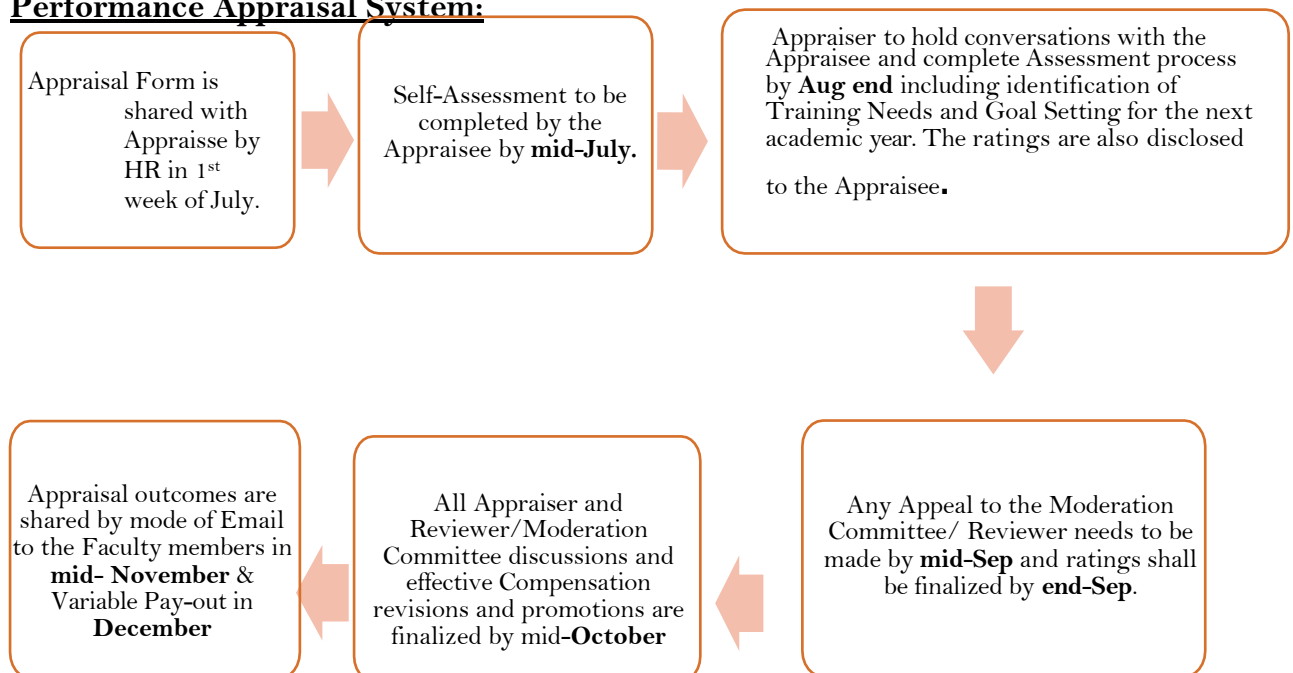 Performance Appraisal System:
Appraisal Form is
shared with
Appraisse by
HR in 1st
week of July.
Self-Assessment to be
completed by the
Appraisee by mid-July.
Appraiser to hold conversations with the
Appraisee and complete Assessment process
by Aug end including identification of
Training Needs and Goal Setting for the next
academic year. The ratings are also disclosed
to the Appraisee.
Any Appeal to the Moderation
Committee/ Reviewer needs to be
made by mid-Sep and ratings shall
be finalized by end-Sep.
All Appraiser and
Reviewer/Moderation
Committee discussions and
effective Compensation
revisions and promotions are
finalized by mid-October
Appraisal outcomes are
shared by mode of Email
to the Faculty members in
mid- November &
Variable Pay-out in
December